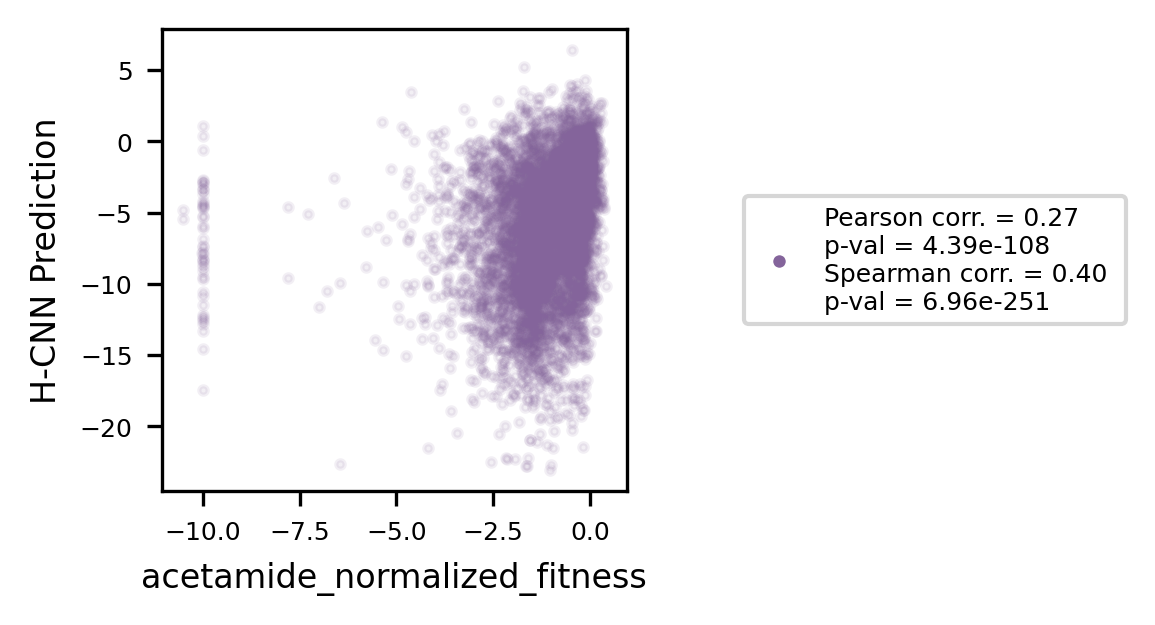 5
0
−5
−10
−15
−20
H-CNN Prediction
−10.0 −7.5 −5.0 −2.5 0.0
acetamide_normalized_fitness
Pearson corr. = 0.27
p-val = 4.39e-108
Spearman corr. = 0.40
p-val = 6.96e-251